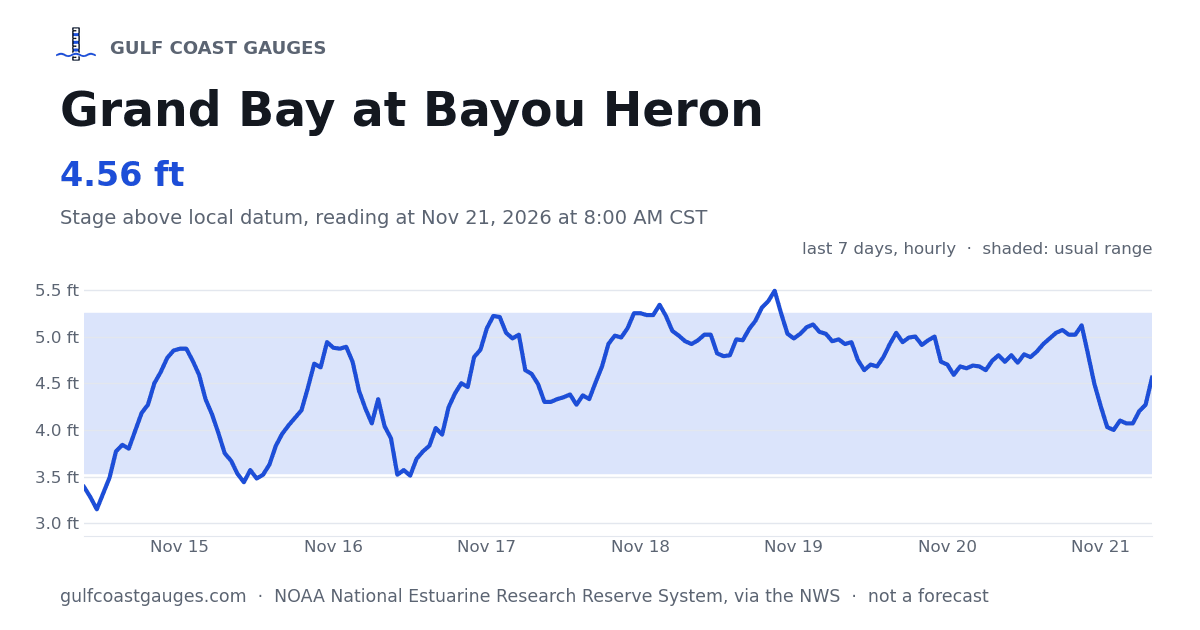 GULF COAST GAUGES
Grand Bay at Bayou Heron
4.56 ft
Stage above local datum, reading at Nov 21, 2026 at 8:00 AM CST
last 7 days, hourly · shaded: usual range
5.5 ft
5.0 ft
4.5 ft
4.0 ft
3.5 ft
3.0 ft
Nov 15 Nov 16 Nov 17 Nov 18 Nov 19 Nov 20 Nov 21
gulfcoastgauges.com · NOAA National Estuarine Research Reserve System, via the NWS · not a forecast